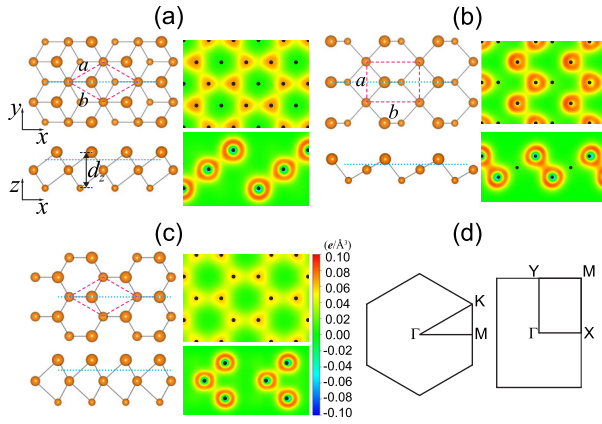 (a)
a
b
y
x
d_z
z
x
(b)
a
b
(c)
(e/Å³)
0.10
0.08
0.06
0.04
0.02
0.00
-0.02
-0.04
-0.06
-0.08
-0.10
(d)
K
Γ
M
Y
M
Γ
X